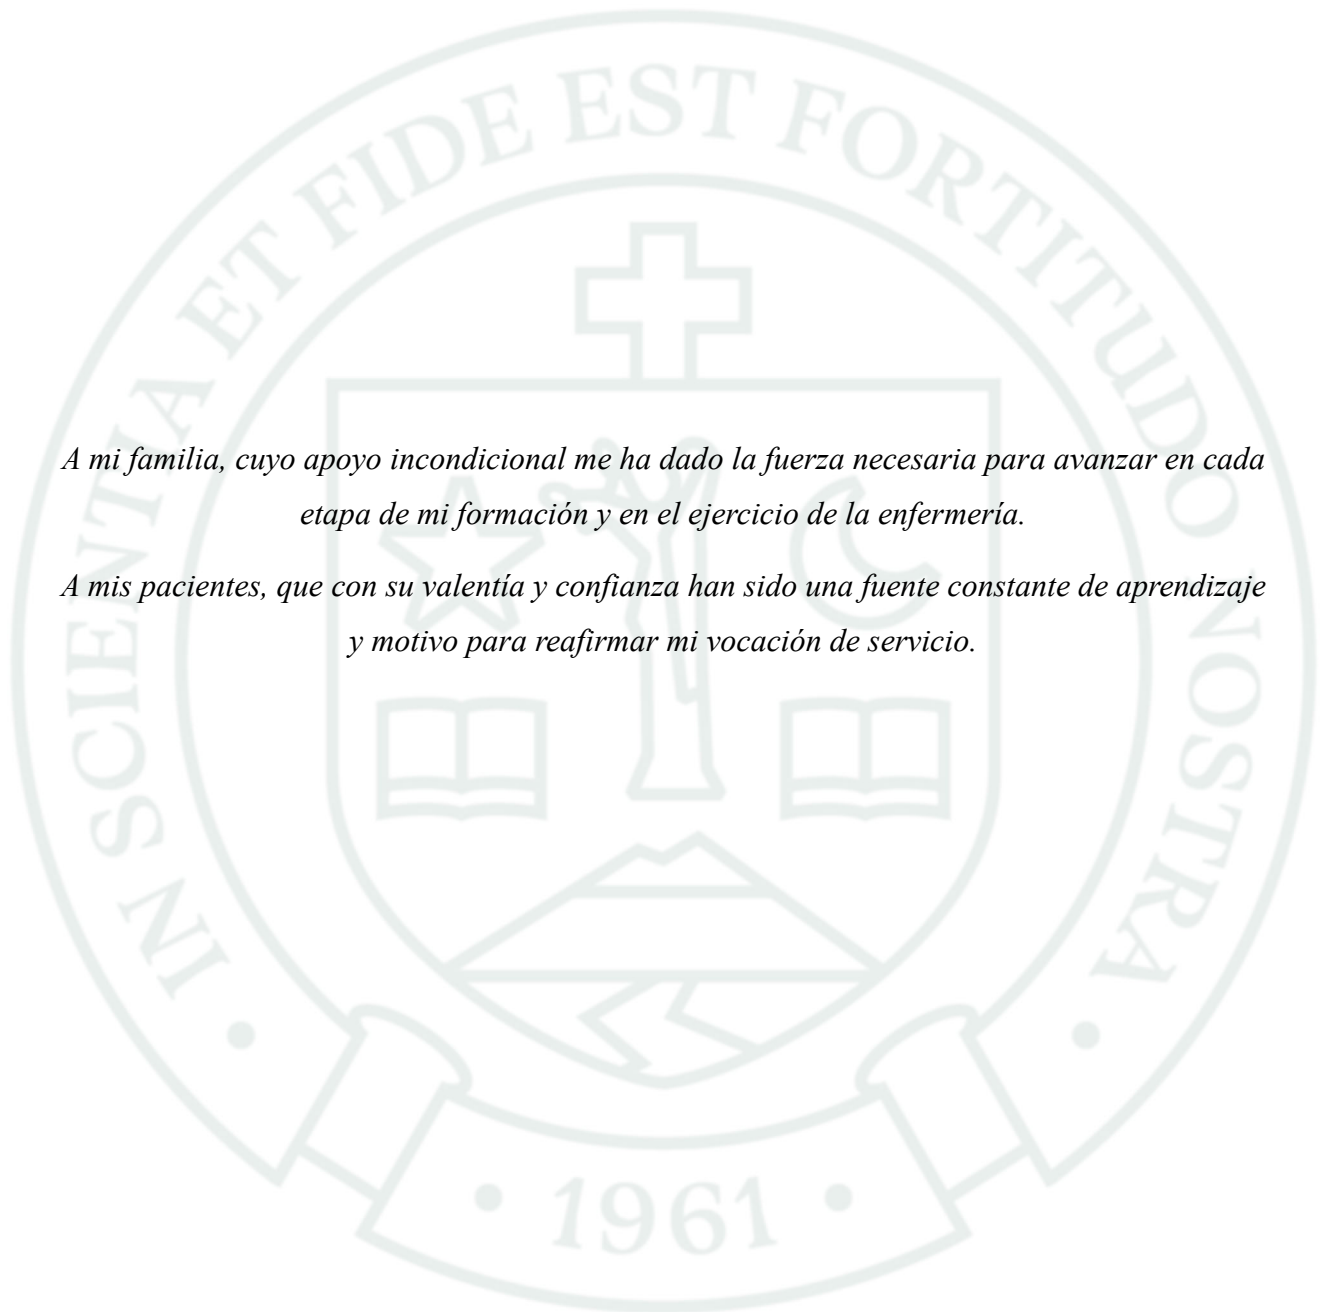 IN SCIENTIA ET FIDE EST FORTITUDO NOSTRA
A mi familia, cuyo apoyo incondicional me ha dado la fuerza necesaria para avanzar en cada
etapa de mi formación y en el ejercicio de la enfermería.
A mis pacientes, que con su valentía y confianza han sido una fuente constante de aprendizaje
y motivo para reafirmar mi vocación de servicio.
• 1961 •